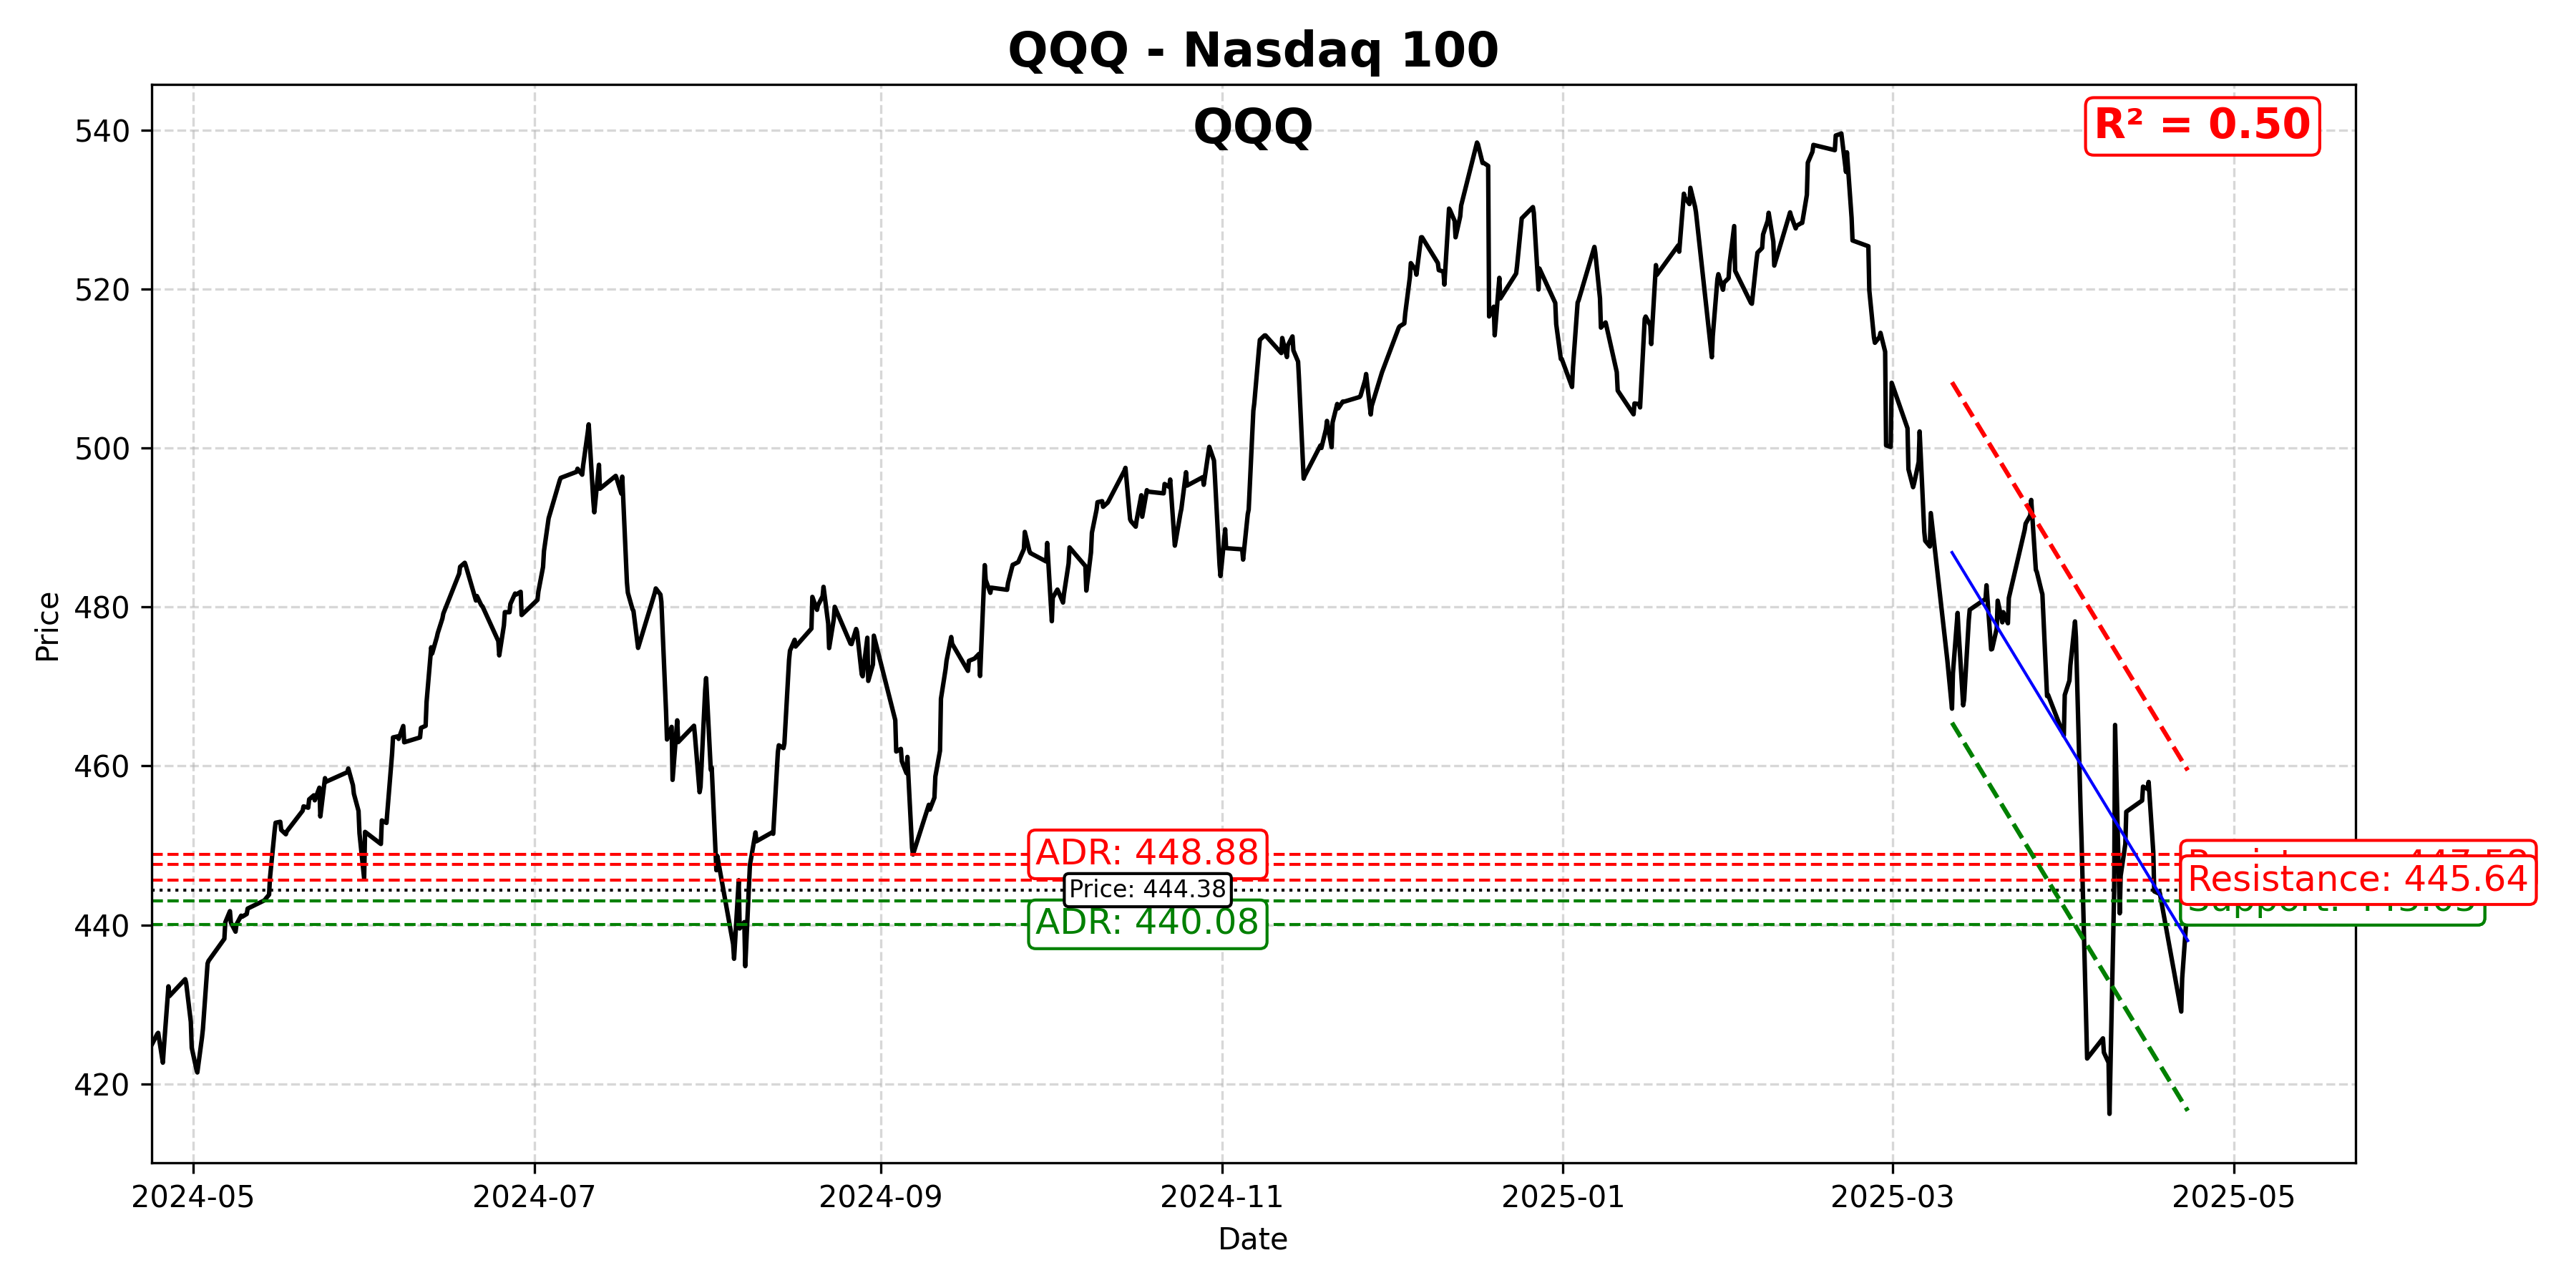 QQQ - Nasdaq 100
QQQ
R² = 0.50
540
520
500
480
460
440
420
Price
ADR: 448.88
Price: 444.38
ADR: 440.08
Resistance: 445.64
2024-05
2024-07
2024-09
2024-11
2025-01
2025-03
2025-05
Date